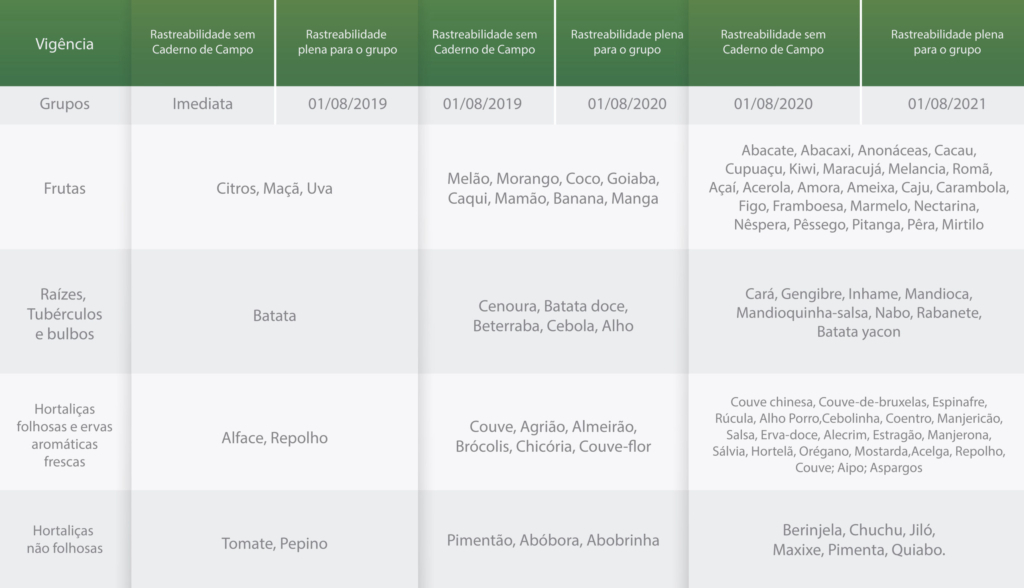 Vigência
Rastreabilidade sem
Caderno de Campo
Rastreabilidade
plena para o grupo
Rastreabilidade sem
Caderno de Campo
Rastreabilidade plena
para o grupo
Rastreabilidade sem
Caderno de Campo
Rastreabilidade plena
para o grupo
Grupos
Imediata
01/08/2019
01/08/2019
01/08/2020
01/08/2020
01/08/2021
Frutas
Citros, Maçã, Uva
Melão, Morango, Coco, Goiaba,
Caqui, Mamão, Banana, Manga
Abacate, Abacaxi, Anonáceas, Cacau,
Cupuaçu, Kiwi, Maracujá, Melancia, Romã,
Açaí, Acerola, Amora, Ameixa, Caju, Carambola,
Figo, Framboesa, Marmelo, Nectarina,
Nêspera, Pêssego, Pitanga, Pêra, Mirtilo
Raízes,
Tubérculos
e bulbos
Batata
Cenoura, Batata doce,
Beterraba, Cebola, Alho
Cará, Gengibre, Inhame, Mandioca,
Mandioquinha-salsa, Nabo, Rabanete,
Batata yacon
Hortaliças
folhosas e ervas
aromáticas
frescas
Alface, Repolho
Couve, Agrião, Almeirão,
Brócolis, Chicória, Couve-flor
Couve chinesa, Couve-de-bruxelas, Espinafre,
Rúcula, Alho Porro,Cebolinha, Coentro, Manjericão,
Salsa, Erva-doce, Alecrim, Estragão, Manjerona,
Sálvia, Hortelã, Orégano, Mostarda,Acelga, Repolho,
Couve; Aipo; Aspargos
Hortaliças
não folhosas
Tomate, Pepino
Pimentão, Abóbora, Abobrinha
Berinjela, Chuchu, Jiló,
Maxixe, Pimenta, Quiabo.